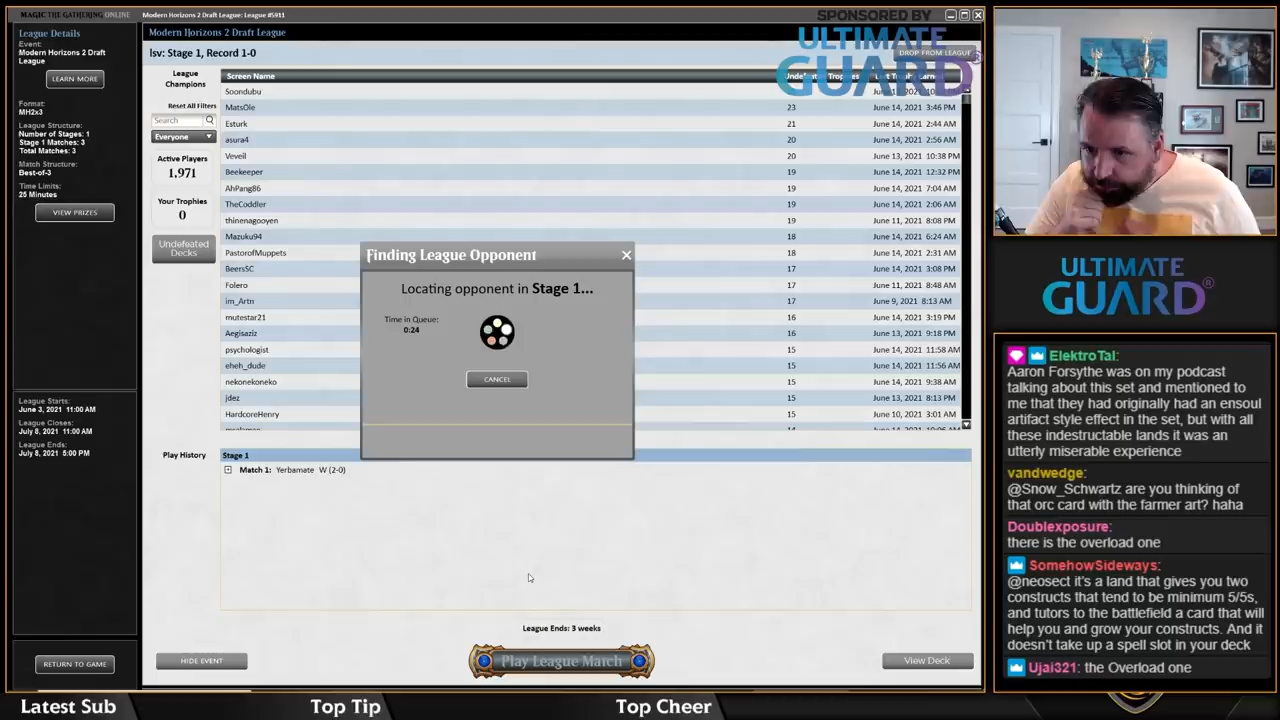 MAGIC THE GATHERING ONLINE
Modern Horizons 2 Draft League: League #5911
SPONSORED BY
ULTIMATE
GUARD
League Details
Event:
Modern Horizons 2 Draft
League
LEARN MORE
Format:
MH2x3
League Structure:
Number of Stages: 1
Stage 1 Matches: 3
Total Matches: 3
Match Structure:
Best-of-3
Time Limits:
25 Minutes
VIEW PRIZES
League Starts:
June 3, 2021 11:00 AM
League Closes:
July 8, 2021 11:00 AM
League Ends:
July 8, 2021 5:00 PM
RETURN TO GAME
Modern Horizons 2 Draft League
lsv: Stage 1, Record 1-0
DROP FROM LEAGUE
League
Champions
Reset All Filters
Search
Everyone
Active Players
1,971
Your Trophies
0
Undefeated
Decks
Screen Name
Soondubu
MatsOle 23 June 14, 2021 3:46 PM
Esturk 21 June 14, 2021 2:44 AM
asura4 20 June 14, 2021 2:56 AM
Veveil 20 June 13, 2021 10:38 PM
Beekeeper 19 June 14, 2021 12:32 PM
AhPang86 19 June 14, 2021 7:04 AM
TheCoddler 19 June 14, 2021 2:06 AM
thinenagooyen 19 June 11, 2021 8:08 PM
Mazuku94 18 June 14, 2021 6:24 AM
PastorofMuppets 18 June 14, 2021 2:31 AM
BeersSC 17 June 14, 2021 3:08 PM
Folero 17 June 11, 2021 8:48 AM
im_Artn 17 June 9, 2021 8:13 AM
mutestar21 16 June 14, 2021 3:19 PM
Aegisaziz 16 June 13, 2021 9:18 PM
psychologist 15 June 14, 2021 11:58 AM
eheh_dude 15 June 14, 2021 11:56 AM
nekonekoneko 15 June 14, 2021 9:38 AM
jdez 15 June 13, 2021 8:13 PM
HardcoreHenry 15 June 10, 2021 3:01 AM
Finding League Opponent
Locating opponent in Stage 1...
Time in Queue:
0:24
CANCEL
Play History
Stage 1
Match 1: Yerbamate W (2-0)
League Ends: 3 weeks
HIDE EVENT
Play League Match
View Deck
ULTIMATE
GUARD®
ElektroTal:
Aaron Forsythe was on my podcast
talking about this set and mentioned to
me that they had originally had an ensoul
artifact style effect in the set, but with all
these indestructable lands it was an
utterly miserable experience
vandwedge:
@Snow_Schwartz are you thinking of
that orc card with the farmer art? haha
Doublexposure:
there is the overload one
SomehowSideways:
@neosect it's a land that gives you two
constructs that tend to be minimum 5/5s,
and tutors to the battlefield a card that will
help you and grow your constructs. And it
doesn't take up a spell slot in your deck
Ujai321: the Overload one
Latest Sub
Top Tip
Top Cheer